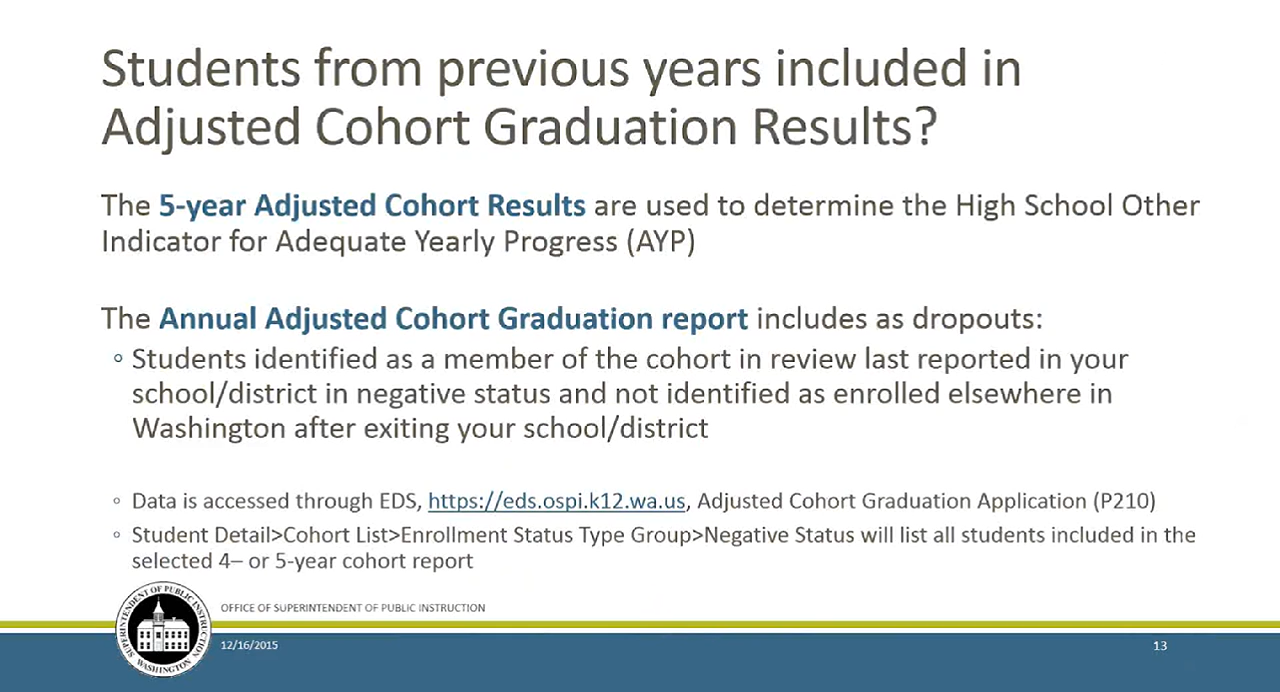 Students from previous years included in
Adjusted Cohort Graduation Results?
The 5-year Adjusted Cohort Results are used to determine the High School Other
Indicator for Adequate Yearly Progress (AYP)
The Annual Adjusted Cohort Graduation report includes as dropouts:
◦ Students identified as a member of the cohort in review last reported in your
school/district in negative status and not identified as enrolled elsewhere in
Washington after exiting your school/district
◦ Data is accessed through EDS, https://eds.ospi.k12.wa.us, Adjusted Cohort Graduation Application (P210)
◦ Student Detail>Cohort List>Enrollment Status Type Group>Negative Status will list all students included in the
selected 4– or 5-year cohort report
SUPERINTENDENT OF PUBLIC INSTRUCTION
WASHINGTON
OFFICE OF SUPERINTENDENT OF PUBLIC INSTRUCTION
12/16/2015
13